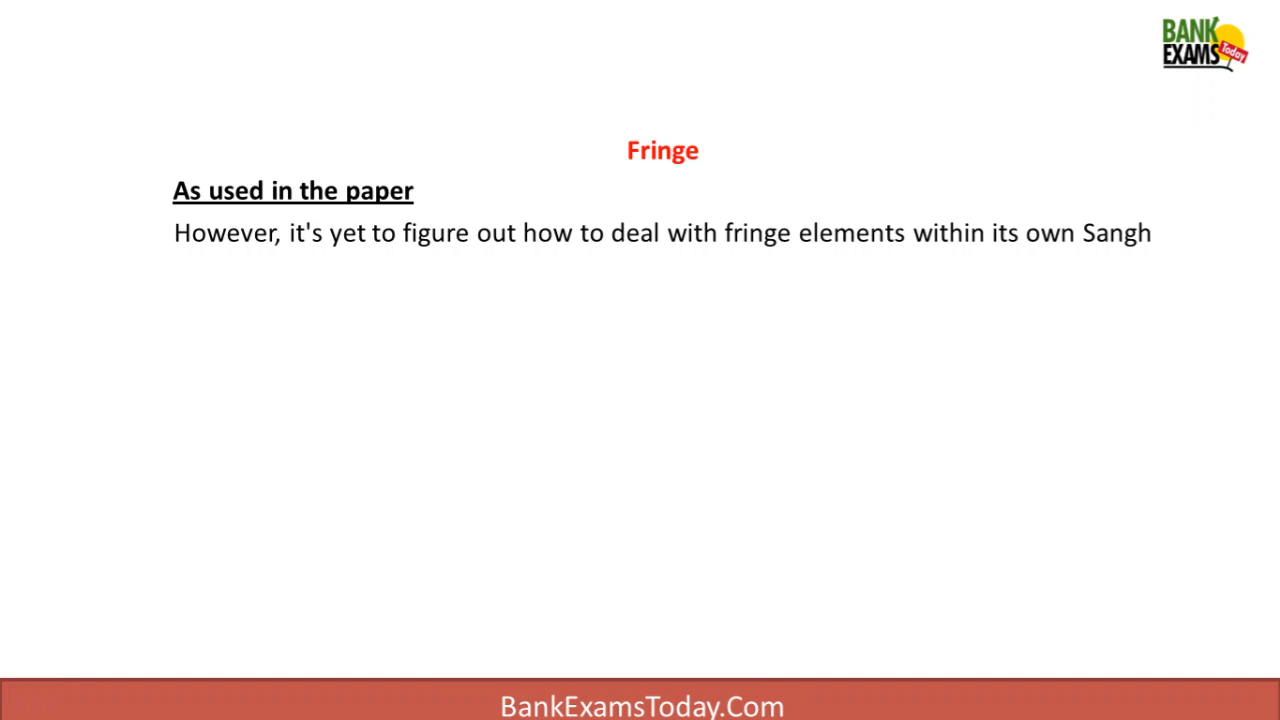 BANK
EXAMS Today
Fringe
As used in the paper
However, it's yet to figure out how to deal with fringe elements within its own Sangh
BankExamsToday.Com